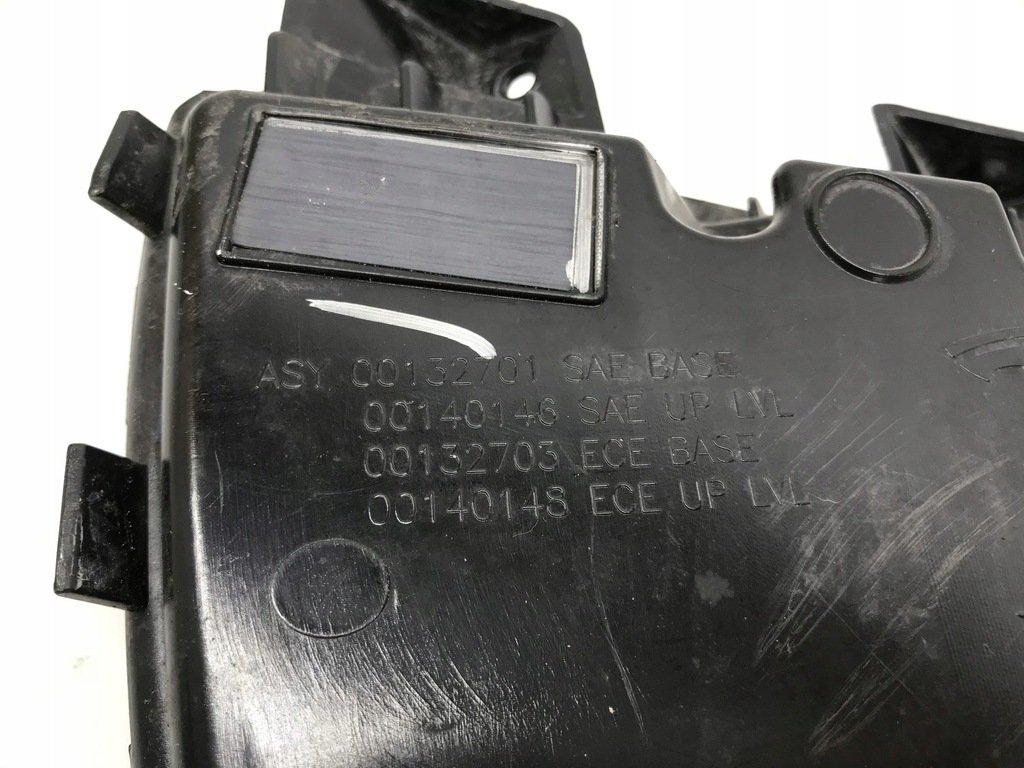 ASY 00132701 SAE BASE
00140146 SAE UP LVL
00132703 ECE BASE
00140148 ECE UP LVL